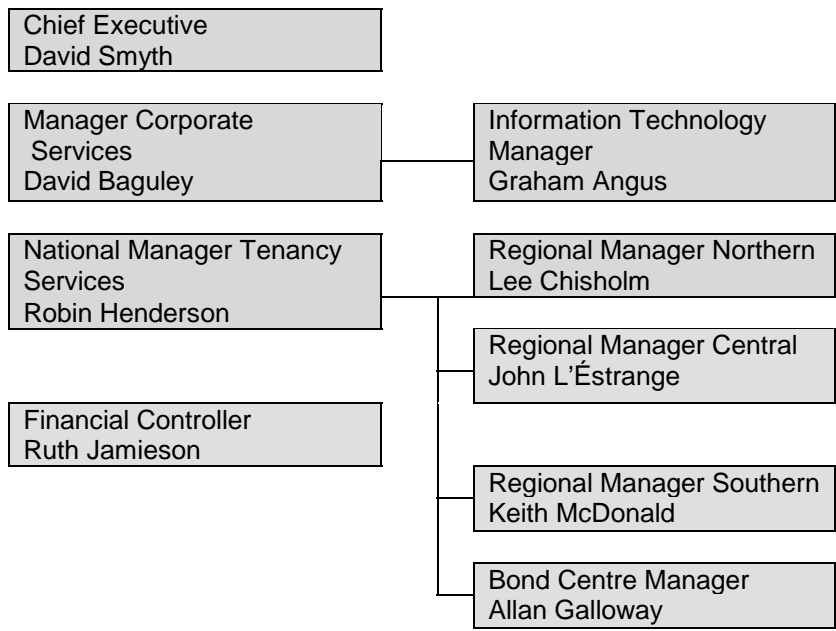 Chief Executive
David Smyth
Manager Corporate
Services
David Baguley
Information Technology
Manager
Graham Angus
National Manager Tenancy
Services
Robin Henderson
Regional Manager Northern
Lee Chisholm
Regional Manager Central
John L’Éstrange
Financial Controller
Ruth Jamieson
Regional Manager Southern
Keith McDonald
Bond Centre Manager
Allan Galloway